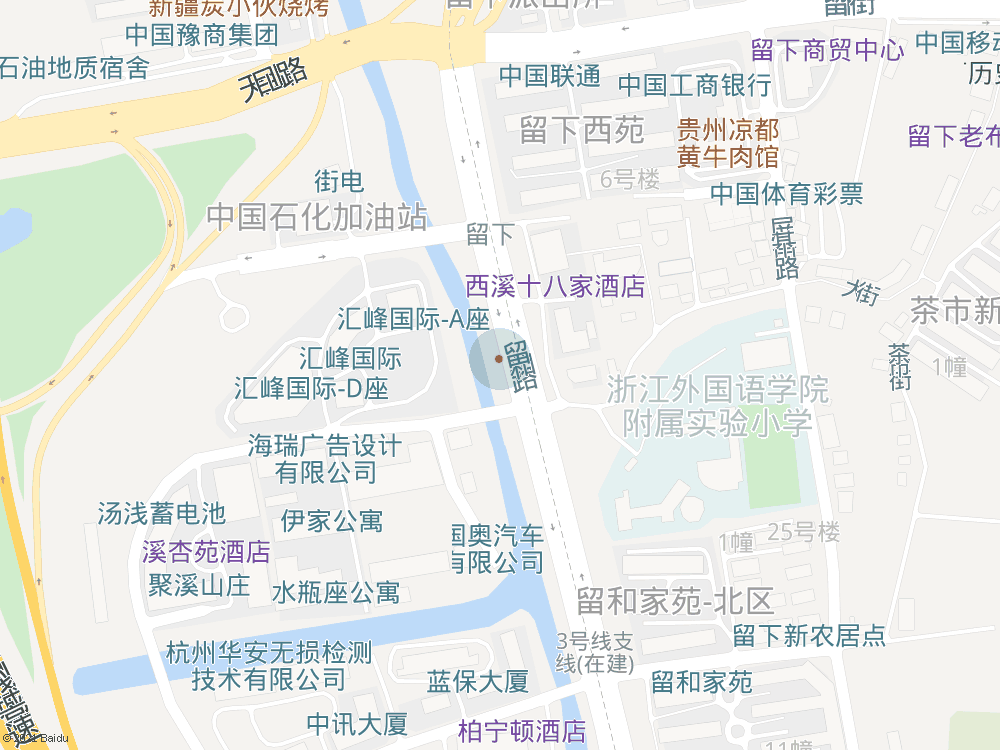 新疆炭小伙烧烤
留下派出所
留街
中国豫商集团
留下商贸中心
中国移动
石油地质宿舍
天目山路
中国联通
中国工商银行
历史
留下西苑
贵州凉都
黄牛肉馆
留下老布
6号楼
街电
中国体育彩票
中国石化加油站
留下
屏基路
西溪十八家酒店
大街
茶市新
汇峰国际-A座
汇峰国际
留和路
茶市街
1幢
汇峰国际-D座
浙江外国语学院
附属实验小学
海瑞广告设计
有限公司
汤浅蓄电池
伊家公寓
国奥汽车
有限公司
25号楼
1幢
溪杏苑酒店
聚溪山庄
水瓶座公寓
留和家苑-北区
3号线支
线(在建)
留下新农居点
杭州华安无损检测
技术有限公司
蓝保大厦
留和家苑
中讯大厦
柏宁顿酒店
11幢
Baidu